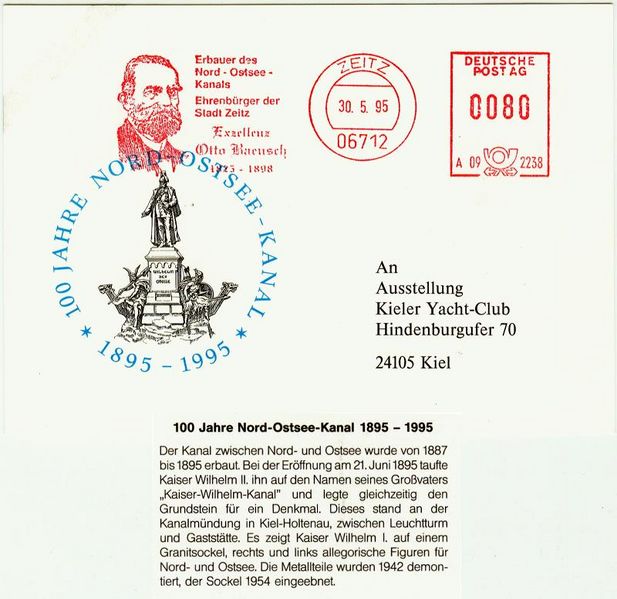 Erbauer des
Nord - Ostsee -
Kanals
Ehrenbürger der
Stadt Zeitz
Exzellenz
Otto Baensch
1825 - 1898
ZEITZ
30. 5. 95
06712
DEUTSCHE
POST AG
0080
A 09 2238
100 JAHRE NORD-OSTSEE-KANAL
* 1895 - 1995 *
WILHELM
DER
GROSSE
An
Ausstellung
Kieler Yacht-Club
Hindenburgufer 70
24105 Kiel
100 Jahre Nord-Ostsee-Kanal 1895 – 1995
Der Kanal zwischen Nord- und Ostsee wurde von 1887
bis 1895 erbaut. Bei der Eröffnung am 21. Juni 1895 taufte
Kaiser Wilhelm II. ihn auf den Namen seines Großvaters
„Kaiser-Wilhelm-Kanal" und legte gleichzeitig den
Grundstein für ein Denkmal. Dieses stand an der
Kanalmündung in Kiel-Holtenau, zwischen Leuchtturm
und Gaststätte. Es zeigt Kaiser Wilhelm I. auf einem
Granitsockel, rechts und links allegorische Figuren für
Nord- und Ostsee. Die Metallteile wurden 1942 demon-
tiert, der Sockel 1954 eingeebnet.